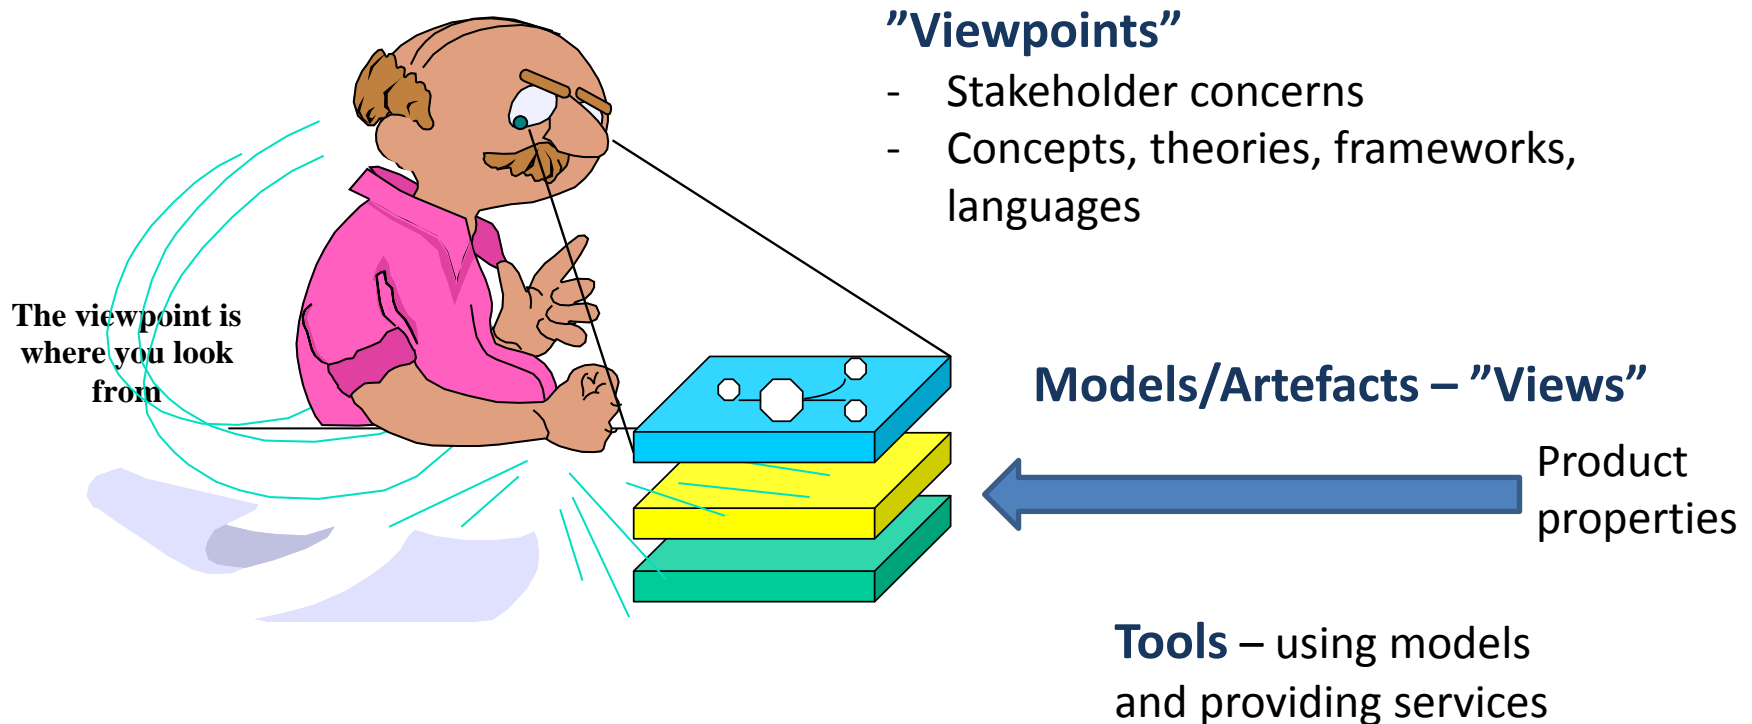 ”Viewpoints”
- Stakeholder concerns
- Concepts, theories, frameworks,
languages
The viewpoint is
where you look
from
Models/Artefacts – ”Views”
Product
properties
Tools – using models
and providing services